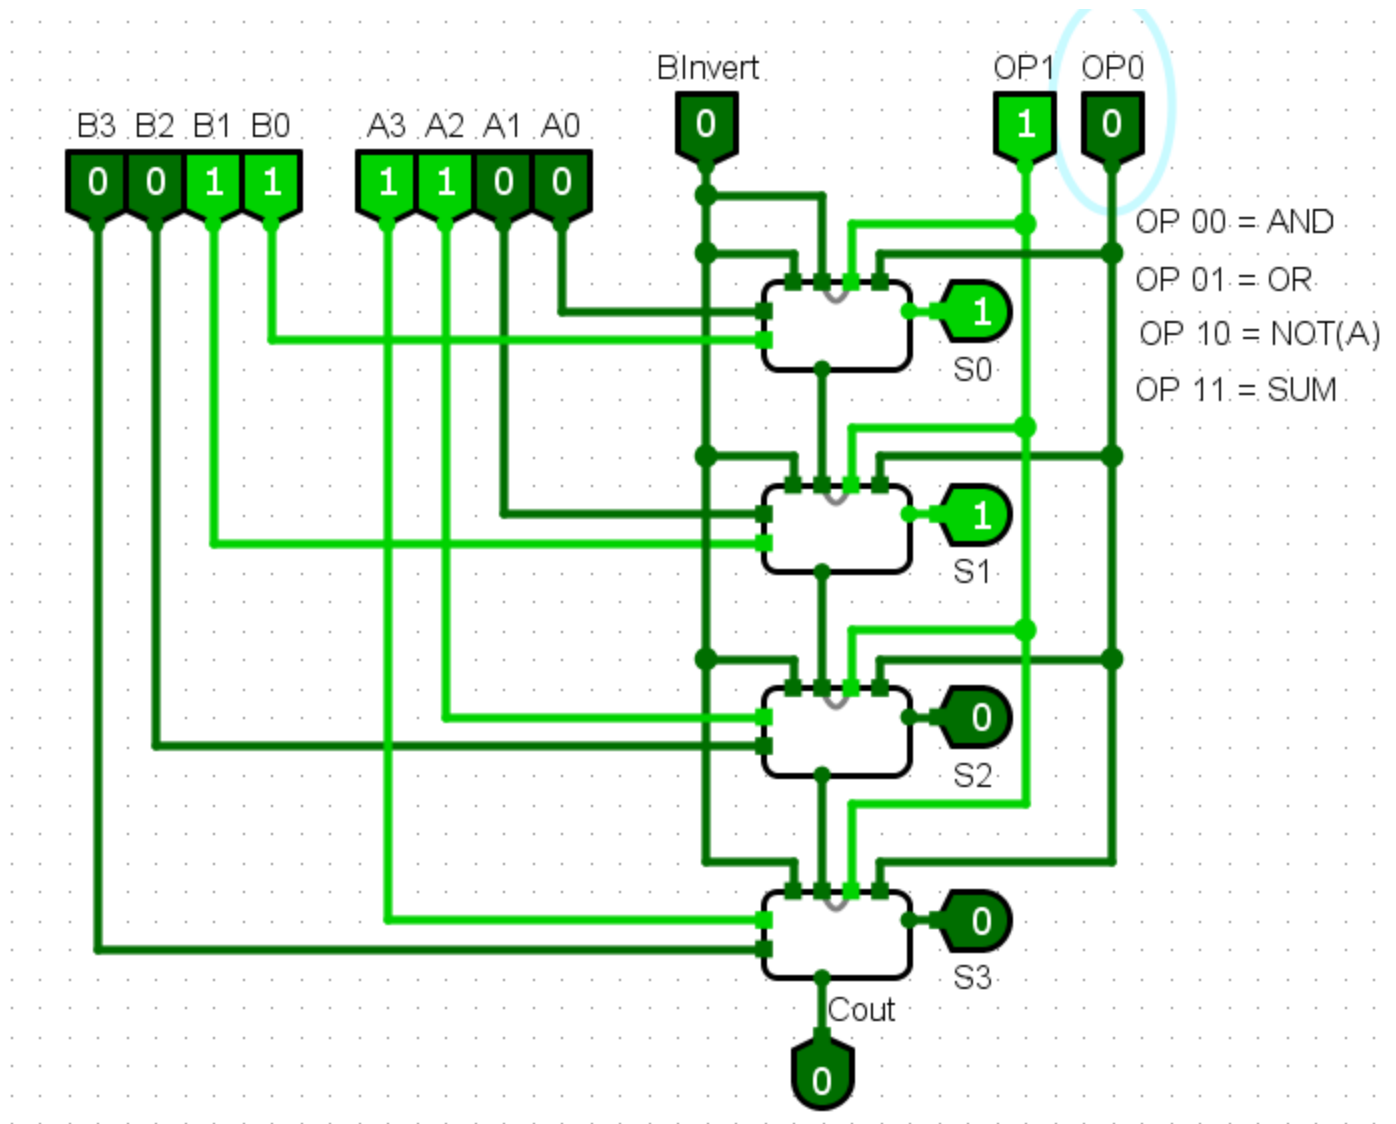 BInvert OP1 OP0
B3 B2 B1 B0 A3 A2 A1 A0
0 1 0
0 0 1 1 1 1 0 0
OP 00 = AND
OP 01 = OR
1
OP 10 = NOT(A)
S0
OP 11 = SUM
1
S1
0
S2
0
S3
Cout
0